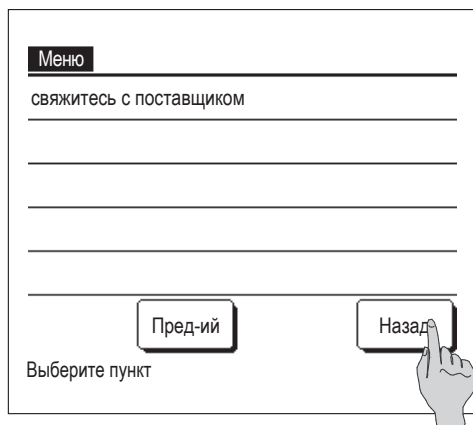 Меню
свяжитесь с поставщиком
Пред-ий
Назад
Выберите пункт